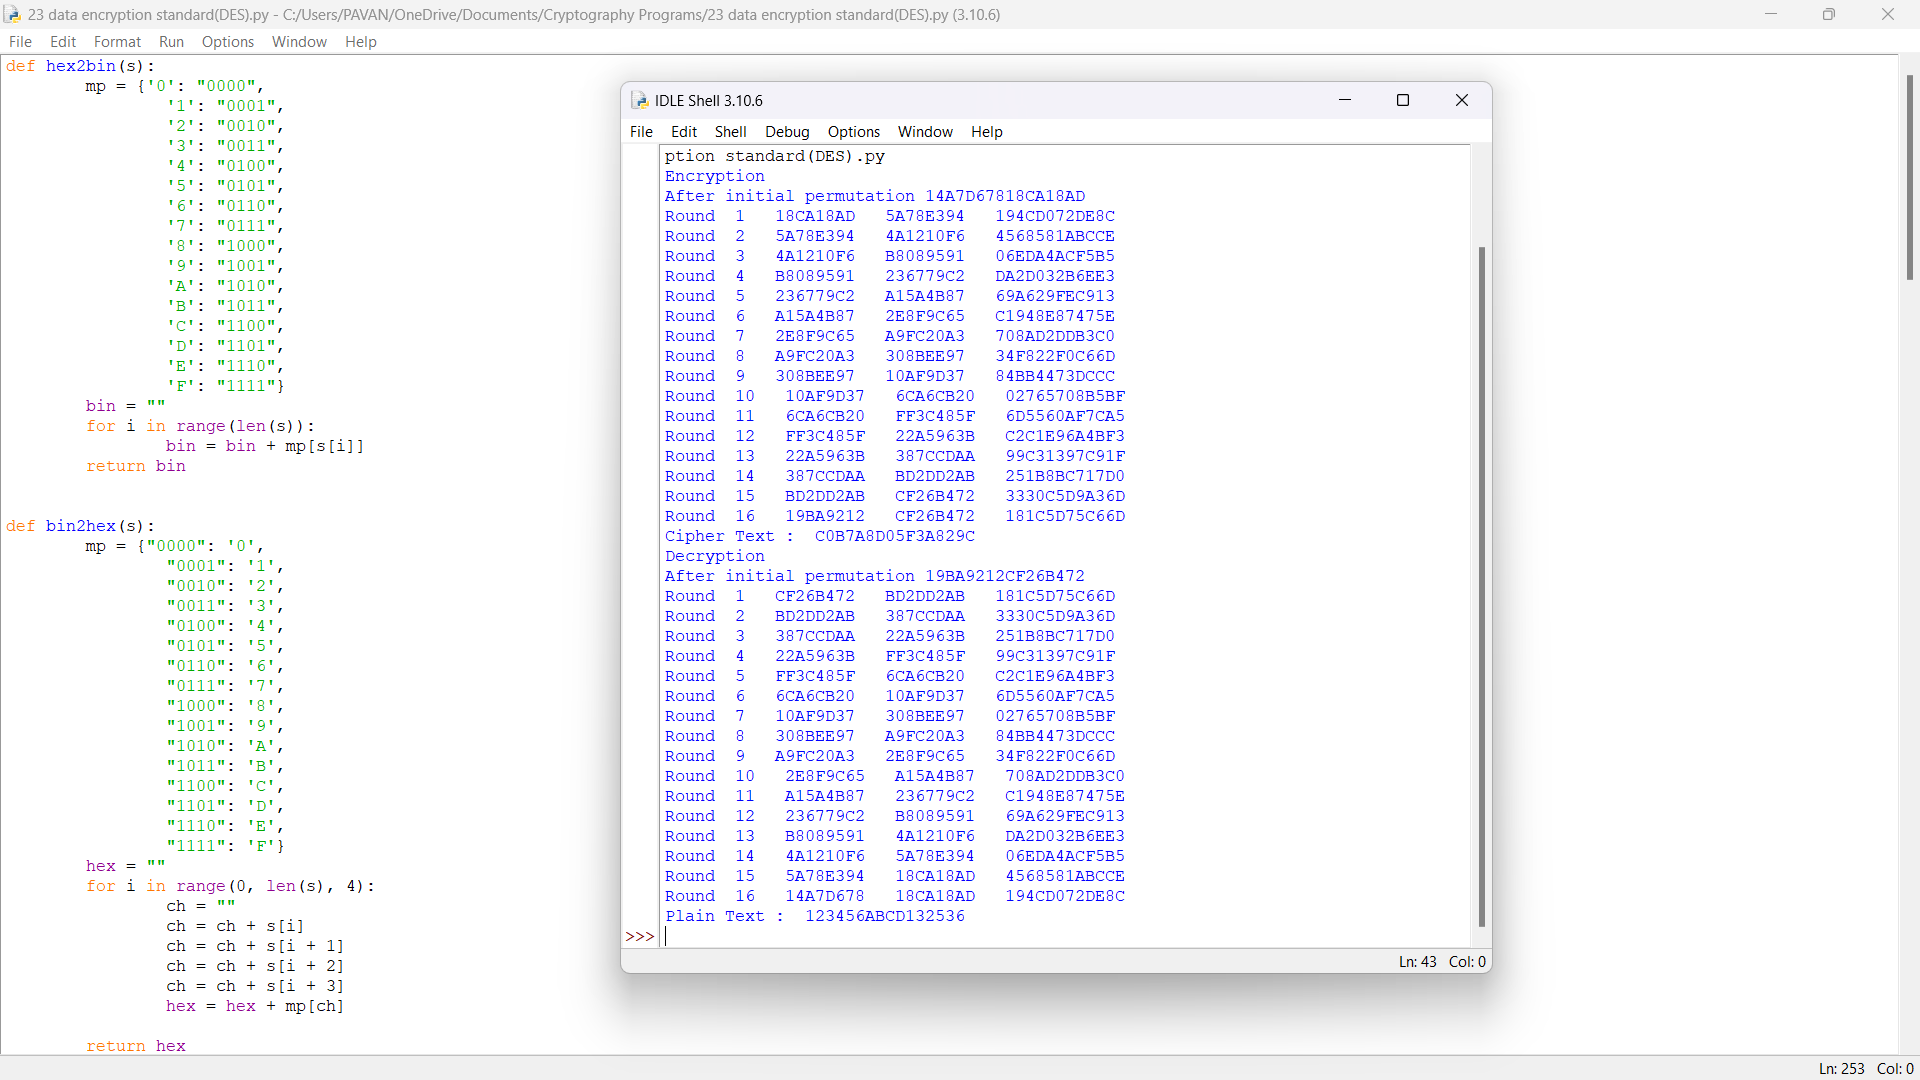 23 data encryption standard(DES).py - C:/Users/PAVAN/OneDrive/Documents/Cryptography Programs/23 data encryption standard(DES).py (3.10.6)
File Edit Format Run Options Window Help
def hex2bin(s):
        mp = {'0': "0000",
                '1': "0001",
                '2': "0010",
                '3': "0011",
                '4': "0100",
                '5': "0101",
                '6': "0110",
                '7': "0111",
                '8': "1000",
                '9': "1001",
                'A': "1010",
                'B': "1011",
                'C': "1100",
                'D': "1101",
                'E': "1110",
                'F': "1111"}
        bin = ""
        for i in range(len(s)):
                bin = bin + mp[s[i]]
        return bin
def bin2hex(s):
        mp = {"0000": '0',
                "0001": '1',
                "0010": '2',
                "0011": '3',
                "0100": '4',
                "0101": '5',
                "0110": '6',
                "0111": '7',
                "1000": '8',
                "1001": '9',
                "1010": 'A',
                "1011": 'B',
                "1100": 'C',
                "1101": 'D',
                "1110": 'E',
                "1111": 'F'}
        hex = ""
        for i in range(0, len(s), 4):
                ch = ""
                ch = ch + s[i]
                ch = ch + s[i + 1]
                ch = ch + s[i + 2]
                ch = ch + s[i + 3]
                hex = hex + mp[ch]
        return hex
IDLE Shell 3.10.6
File Edit Shell Debug Options Window Help
ption standard(DES).py
Encryption
After initial permutation 14A7D67818CA18AD
Round  1   18CA18AD   5A78E394   194CD072DE8C
Round  2   5A78E394   4A1210F6   4568581ABCCE
Round  3   4A1210F6   B8089591   06EDA4ACF5B5
Round  4   B8089591   236779C2   DA2D032B6EE3
Round  5   236779C2   A15A4B87   69A629FEC913
Round  6   A15A4B87   2E8F9C65   C1948E87475E
Round  7   2E8F9C65   A9FC20A3   708AD2DDB3C0
Round  8   A9FC20A3   308BEE97   34F822F0C66D
Round  9   308BEE97   10AF9D37   84BB4473DCCC
Round  10   10AF9D37   6CA6CB20   02765708B5BF
Round  11   6CA6CB20   FF3C485F   6D5560AF7CA5
Round  12   FF3C485F   22A5963B   C2C1E96A4BF3
Round  13   22A5963B   387CCDAA   99C31397C91F
Round  14   387CCDAA   BD2DD2AB   251B8BC717D0
Round  15   BD2DD2AB   CF26B472   3330C5D9A36D
Round  16   19BA9212   CF26B472   181C5D75C66D
Cipher Text :  C0B7A8D05F3A829C
Decryption
After initial permutation 19BA9212CF26B472
Round  1   CF26B472   BD2DD2AB   181C5D75C66D
Round  2   BD2DD2AB   387CCDAA   3330C5D9A36D
Round  3   387CCDAA   22A5963B   251B8BC717D0
Round  4   22A5963B   FF3C485F   99C31397C91F
Round  5   FF3C485F   6CA6CB20   C2C1E96A4BF3
Round  6   6CA6CB20   10AF9D37   6D5560AF7CA5
Round  7   10AF9D37   308BEE97   02765708B5BF
Round  8   308BEE97   A9FC20A3   84BB4473DCCC
Round  9   A9FC20A3   2E8F9C65   34F822F0C66D
Round  10   2E8F9C65   A15A4B87   708AD2DDB3C0
Round  11   A15A4B87   236779C2   C1948E87475E
Round  12   236779C2   B8089591   69A629FEC913
Round  13   B8089591   4A1210F6   DA2D032B6EE3
Round  14   4A1210F6   5A78E394   06EDA4ACF5B5
Round  15   5A78E394   18CA18AD   4568581ABCCE
Round  16   14A7D678   18CA18AD   194CD072DE8C
Plain Text :  123456ABCD132536
>>>
Ln: 43 Col: 0
Ln: 253 Col: 0